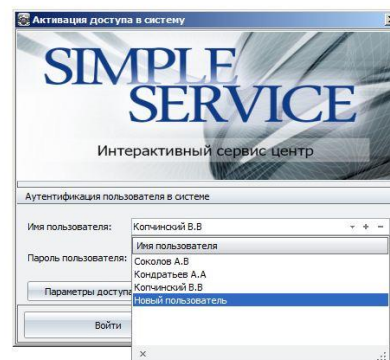 Активация доступа в систему
SIMPLE
SERVICE
Интерактивный сервис центр
Аутентификация пользователя в системе
Имя пользователя: Копчинский В.В
Имя пользователя
Пароль пользователя: Соколов А.В
Кондратьев А.А
Параметры доступа Копчинский В.В
Новый пользователь
Войти